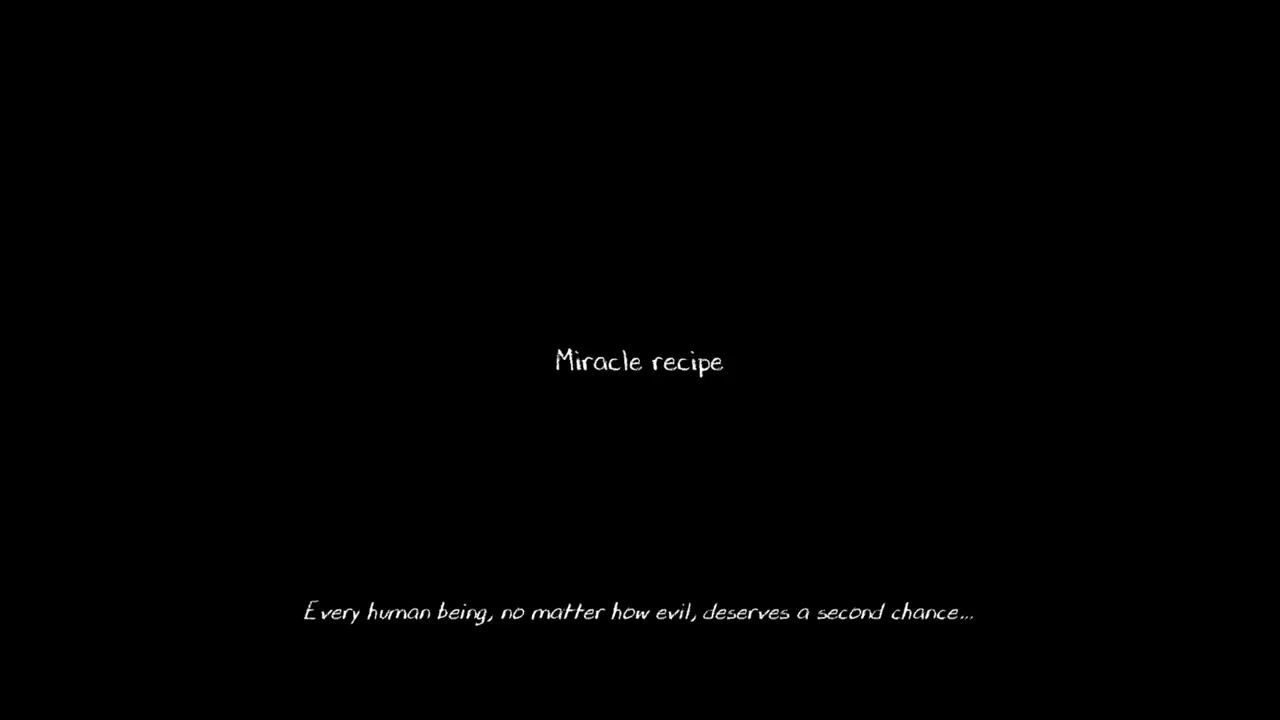 Miracle recipe
Every human being, no matter how evil, deserves a second chance...